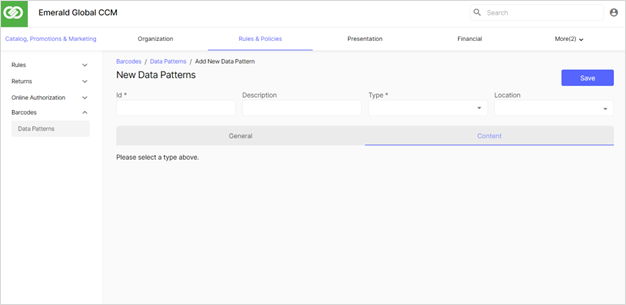 Emerald Global CCM
Search
Catalog, Promotions & Marketing
Organization
Rules & Policies
Presentation
Financial
More(2)
Rules
Returns
Online Authorization
Barcodes
Data Patterns
Barcodes / Data Patterns / Add New Data Pattern
New Data Patterns
Save
Id *
Description
Type *
Location
General
Content
Please select a type above.